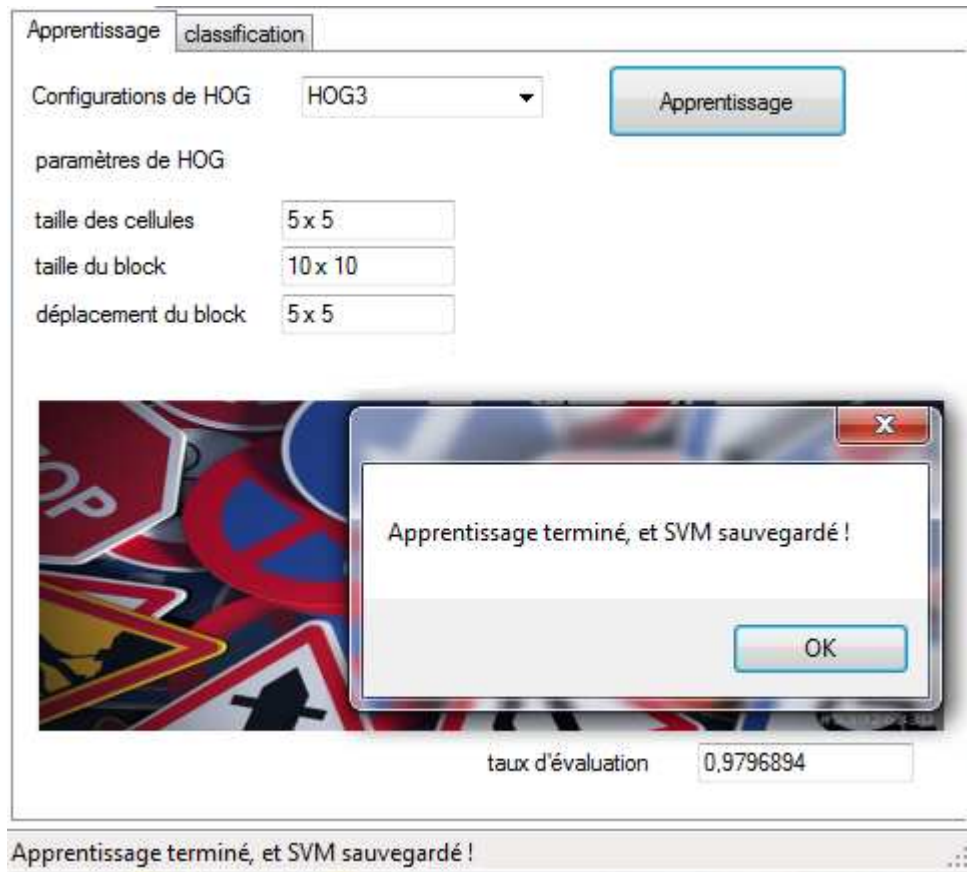 Apprentissage classification
Configurations de HOG HOG3 Apprentissage
paramètres de HOG
taille des cellules 5 x 5
taille du block 10 x 10
déplacement du block 5 x 5
TOP
X
Apprentissage terminé, et SVM sauvegardé !
OK
taux d'évaluation 0,9796894
Apprentissage terminé, et SVM sauvegardé !